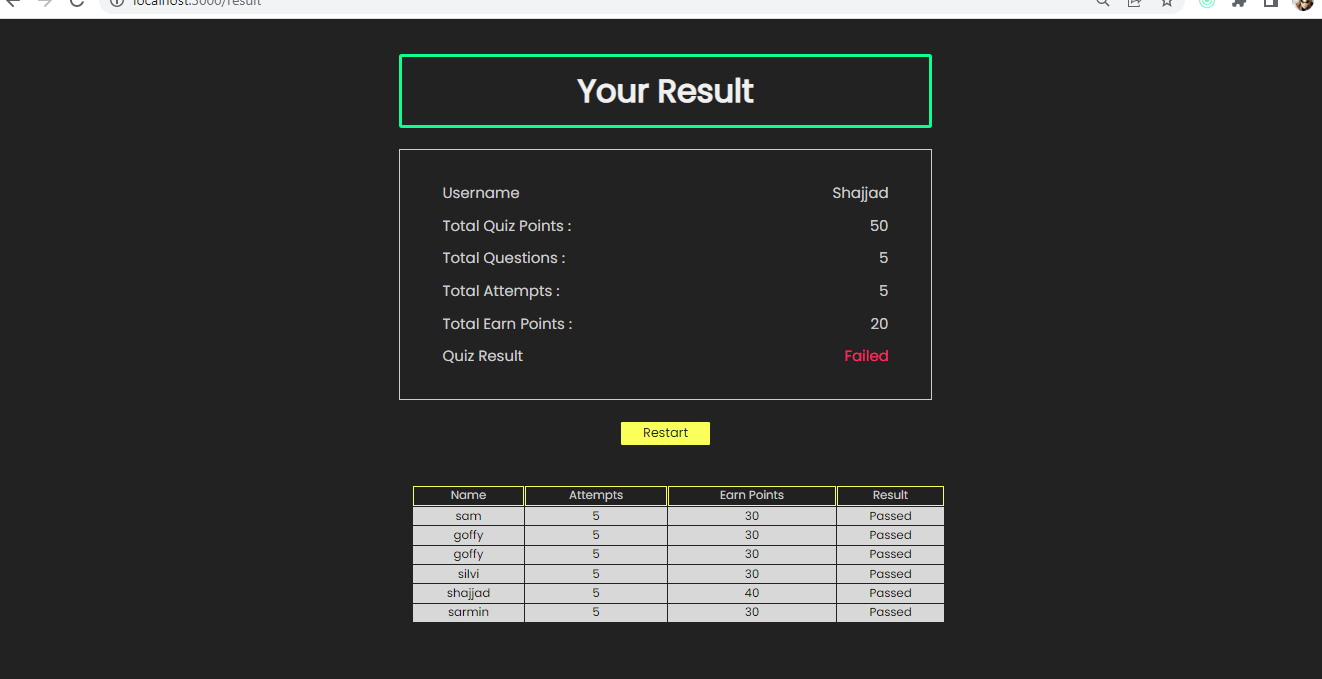 localhost:3000/result
Your Result
Username Shajjad
Total Quiz Points : 50
Total Questions : 5
Total Attempts : 5
Total Earn Points : 20
Quiz Result Failed
Restart
Name Attempts Earn Points Result
sam 5 30 Passed
goffy 5 30 Passed
goffy 5 30 Passed
silvi 5 30 Passed
shajjad 5 40 Passed
sarmin 5 30 Passed